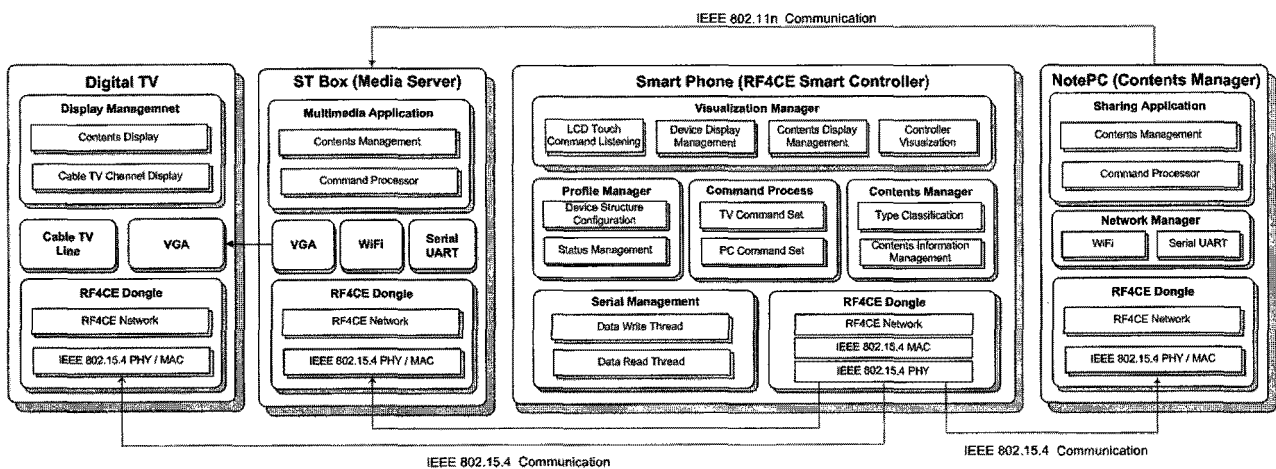 IEEE 802.11n Communication
Digital TV
Display Managemnet
Contents Display
Cable TV Channel Display
Cable TV
Line
VGA
RF4CE Dongle
RF4CE Network
IEEE 802.15.4 PHY / MAC
ST Box (Media Server)
Multimedia Application
Contents Management
Command Processor
VGA
WiFi
Serial
UART
RF4CE Dongle
RF4CE Network
IEEE 802.15.4 PHY / MAC
Smart Phone (RF4CE Smart Controller)
Visualization Manager
LCD Touch
Command Listening
Device Display
Management
Contents Display
Management
Controller
Visualization
Profile Manager
Device Structure
Configuration
Status Management
Command Process
TV Command Set
PC Command Set
Contents Manager
Type Classification
Contents Information
Management
Serial Management
Data Write Thread
Data Read Thread
RF4CE Dongle
RF4CE Network
IEEE 802.15.4 MAC
IEEE 802.15.4 PHY
NotePC (Contents Manager)
Sharing Application
Contents Management
Command Processor
Network Manager
WiFi
Serial UART
RF4CE Dongle
RF4CE Network
IEEE 802.15.4 PHY / MAC
IEEE 802.15.4 Communication
IEEE 802.15.4 Communication